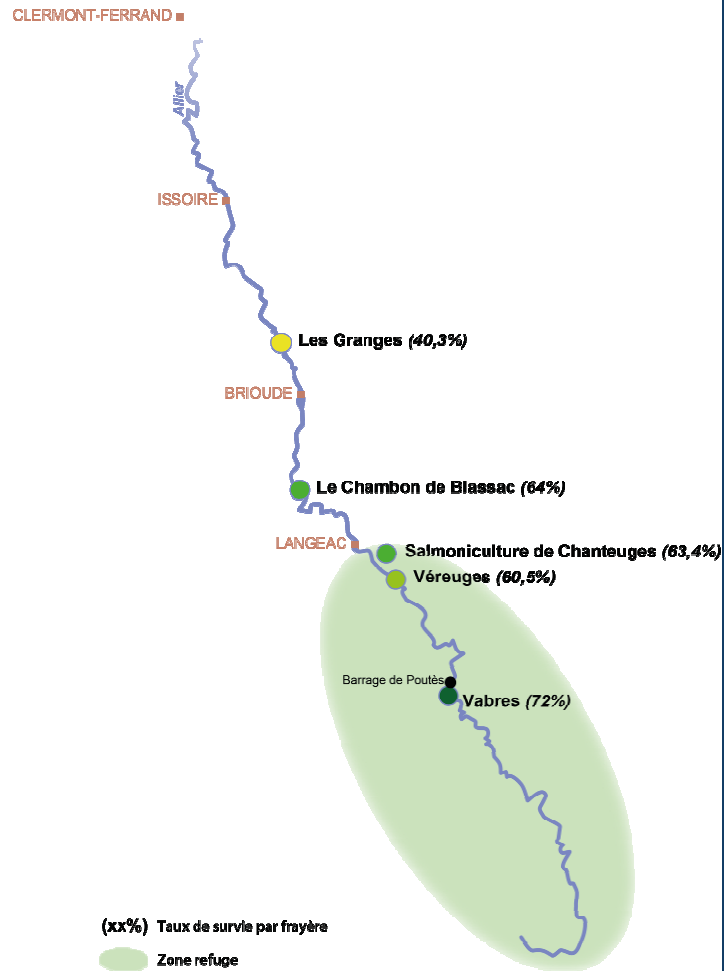 CLERMONT-FERRAND
Allier
ISSOIRE
Les Granges (40,3%)
BRIOUDE
Le Chambon de Blassac (64%)
LANGEAC
Salmoniculture de Chanteuges (63,4%)
Véreuges (60,5%)
Barrage de Poutès
Vabres (72%)
(xx%) Taux de survie par frayère
Zone refuge